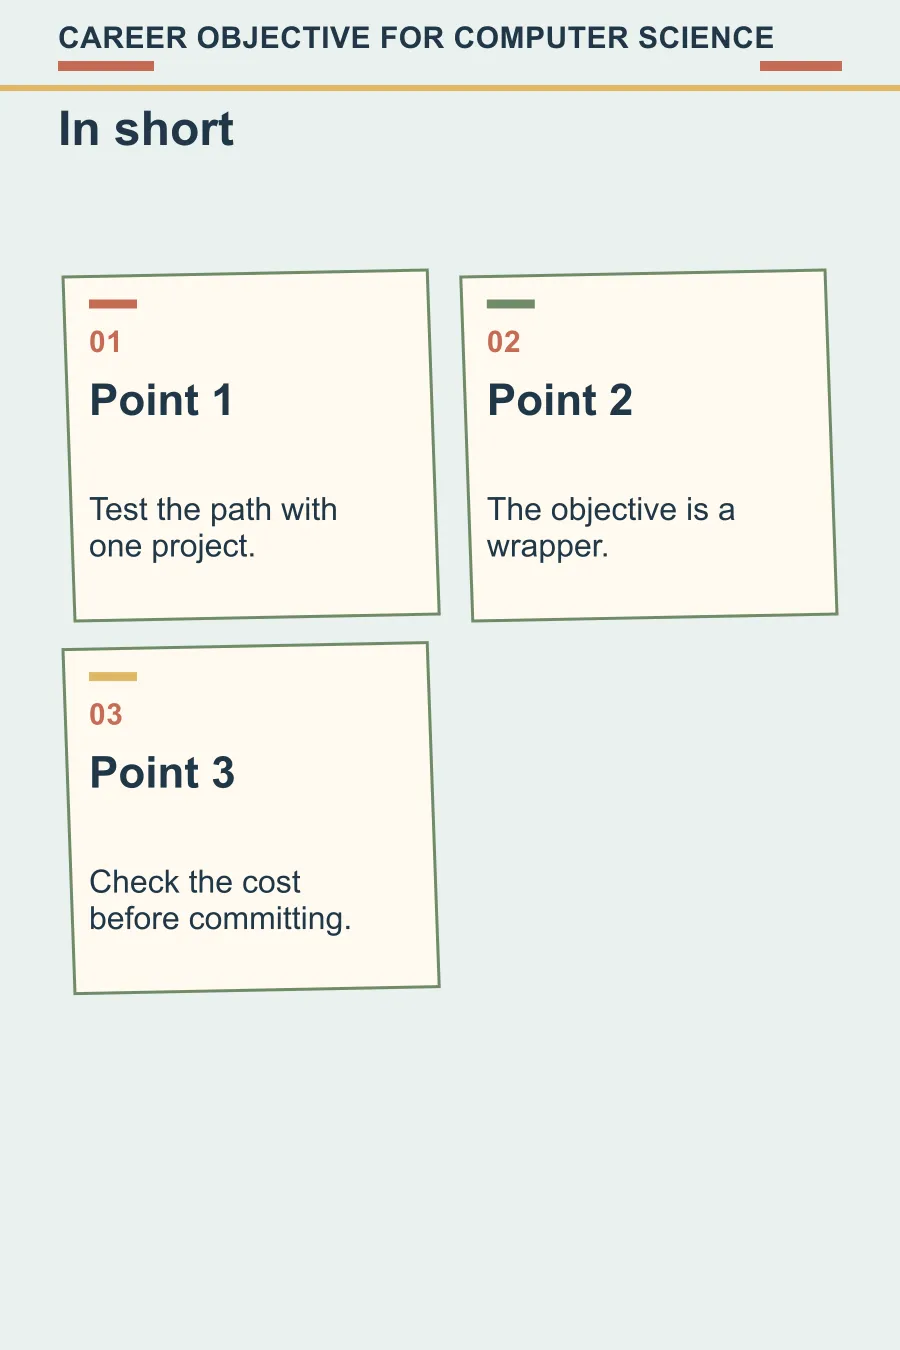 CAREER OBJECTIVE FOR COMPUTER SCIENCE
In short
01
Point 1
Test the path with
one project.
02
Point 2
The objective is a
wrapper.
03
Point 3
Check the cost
before committing.